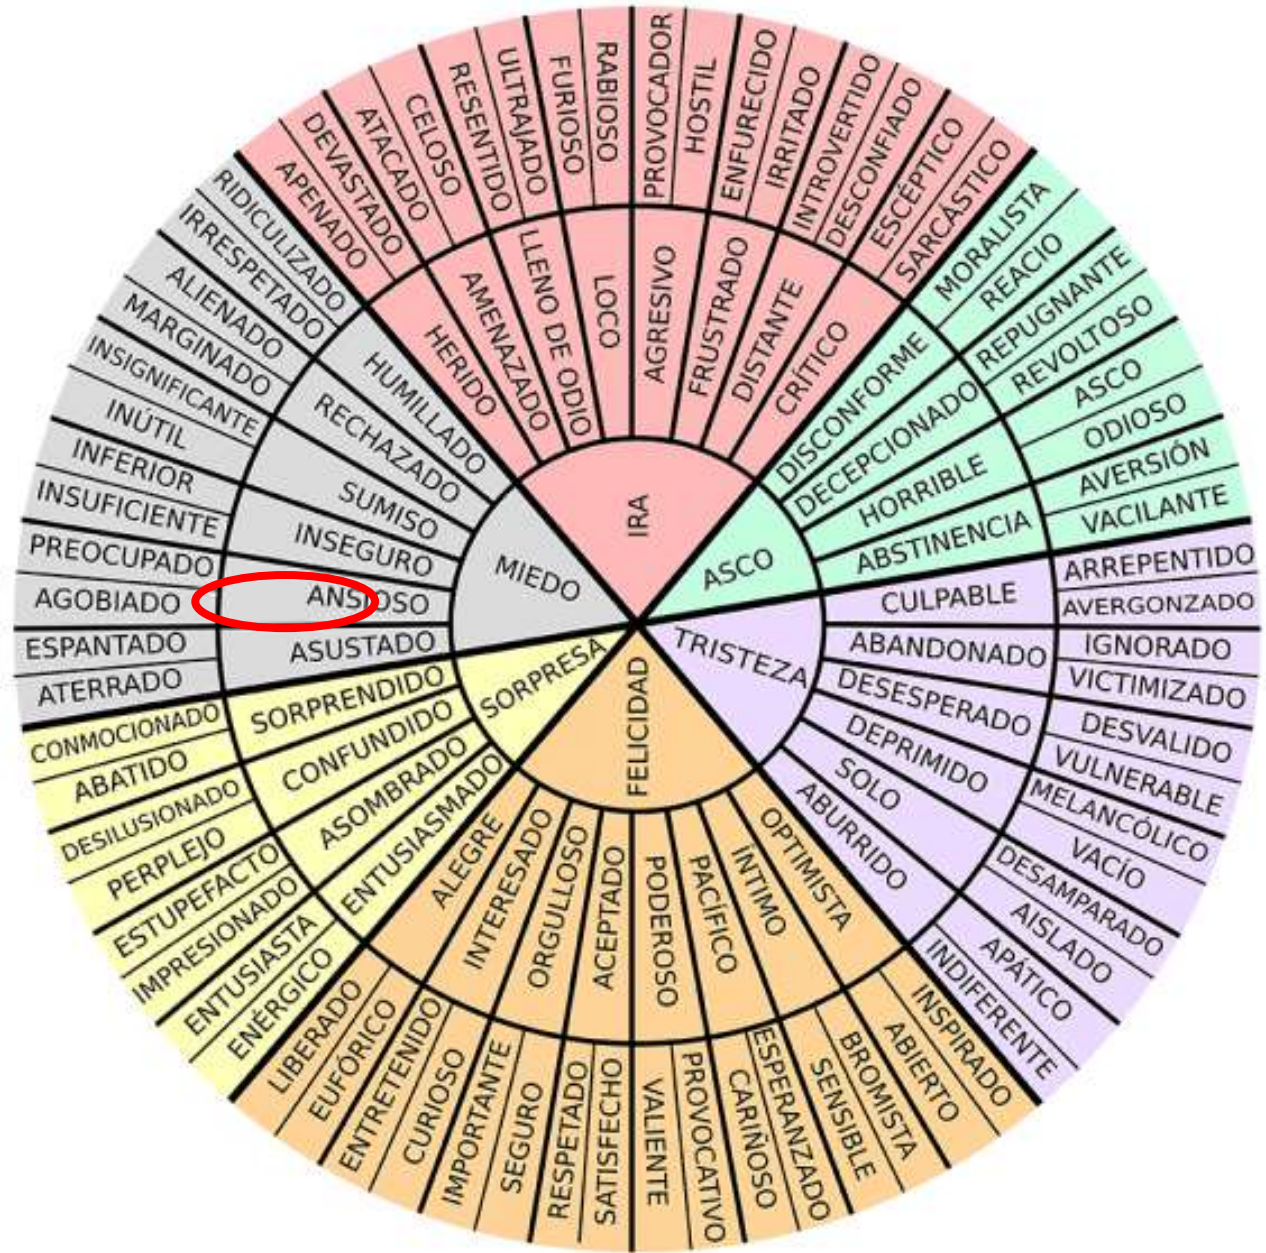 IRA
ASCO
TRISTEZA
FELICIDAD
SORPRESA
MIEDO
HERIDO
AMENAZADO
LLENO DE ODIO
LOCO
AGRESIVO
FRUSTRADO
DISTANTE
CRÍTICO
DISCONFORME
DECEPCIONADO
HORRIBLE
ABSTINENCIA
CULPABLE
ABANDONADO
DESESPERADO
DEPRIMIDO
SOLO
ABURRIDO
OPTIMISTA
ÍNTIMO
PACÍFICO
PODEROSO
ACEPTADO
ORGULLOSO
INTERESADO
ALEGRE
ENTUSIASMADO
ASOMBRADO
CONFUNDIDO
SORPRENDIDO
ASUSTADO
ANSIOSO
INSEGURO
SUMISO
RECHAZADO
HUMILLADO
APENADO
DEVASTADO
ATACADO
CELOSO
RESENTIDO
ULTRAJADO
FURIOSO
RABIOSO
PROVOCADOR
HOSTIL
ENFURECIDO
IRRITADO
INTROVERTIDO
DESCONFIADO
ESCÉPTICO
SARCÁSTICO
MORALISTA
REACIO
REPUGNANTE
REVOLTOSO
ASCO
ODIOSO
AVERSIÓN
VACILANTE
ARREPENTIDO
AVERGONZADO
IGNORADO
VICTIMIZADO
DESVALIDO
VULNERABLE
MELANCÓLICO
VACÍO
DESAMPARADO
AISLADO
APÁTICO
INDIFERENTE
INSPIRADO
ABIERTO
BROMISTA
SENSIBLE
ESPERANZADO
CARIÑOSO
PROVOCATIVO
VALIENTE
SATISFECHO
RESPETADO
SEGURO
IMPORTANTE
CURIOSO
ENTRETENIDO
EUFÓRICO
LIBERADO
ENÉRGICO
ENTUSIASTA
IMPRESIONADO
ESTUPEFACTO
PERPLEJO
DESILUSIONADO
ABATIDO
CONMOCIONADO
ATERRADO
ESPANTADO
AGOBIADO
PREOCUPADO
INSUFICIENTE
INFERIOR
INÚTIL
INSIGNIFICANTE
MARGINADO
ALIENADO
IRRESPETADO
RIDICULIZADO